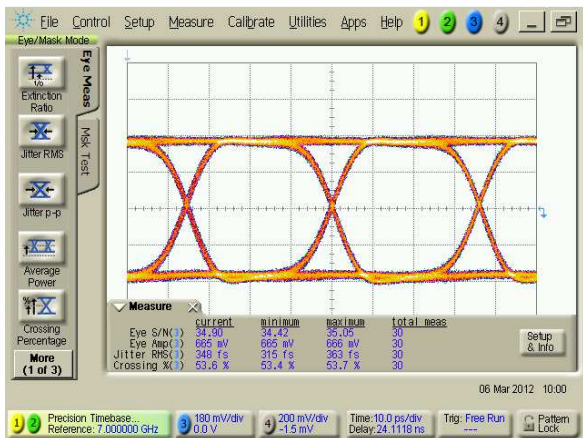 File Control Setup Measure Calibrate Utilities Apps Help 1 2 3 4
Eye/Mask Mode
Eye Meas
Mask Test
Extinction
Ratio
Jitter RMS
Jitter p-p
Average
Power
Crossing
Percentage
More
(1 of 3)
Measure
current minimum maximum total meas
Eye S/N(3) 34.90 34.42 35.05 30
Eye Amp(3) 665 mV 665 mV 666 mV 30
Jitter RMS(3) 348 fs 315 fs 363 fs 30
Crossing %(3) 53.6 % 53.4 % 53.7 % 30
Setup
& Info
06 Mar 2012 10:00
1 2 Precision Timebase...
Reference: 7.000000 GHz
3 180 mV/div
0.0 V
4 200 mV/div
-1.5 mV
Time:10.0 ps/div
Delay:24.1118 ns
Trig: Free Run
---
Pattern
Lock